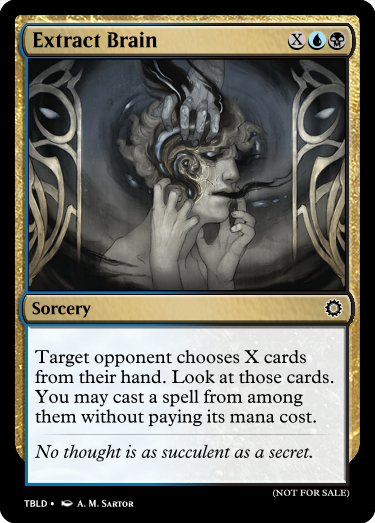 Extract Brain X
Sorcery
Target opponent chooses X cards
from their hand. Look at those cards.
You may cast a spell from among
them without paying its mana cost.
No thought is as succulent as a secret.
TBLD • A. M. Sartor
(NOT FOR SALE)